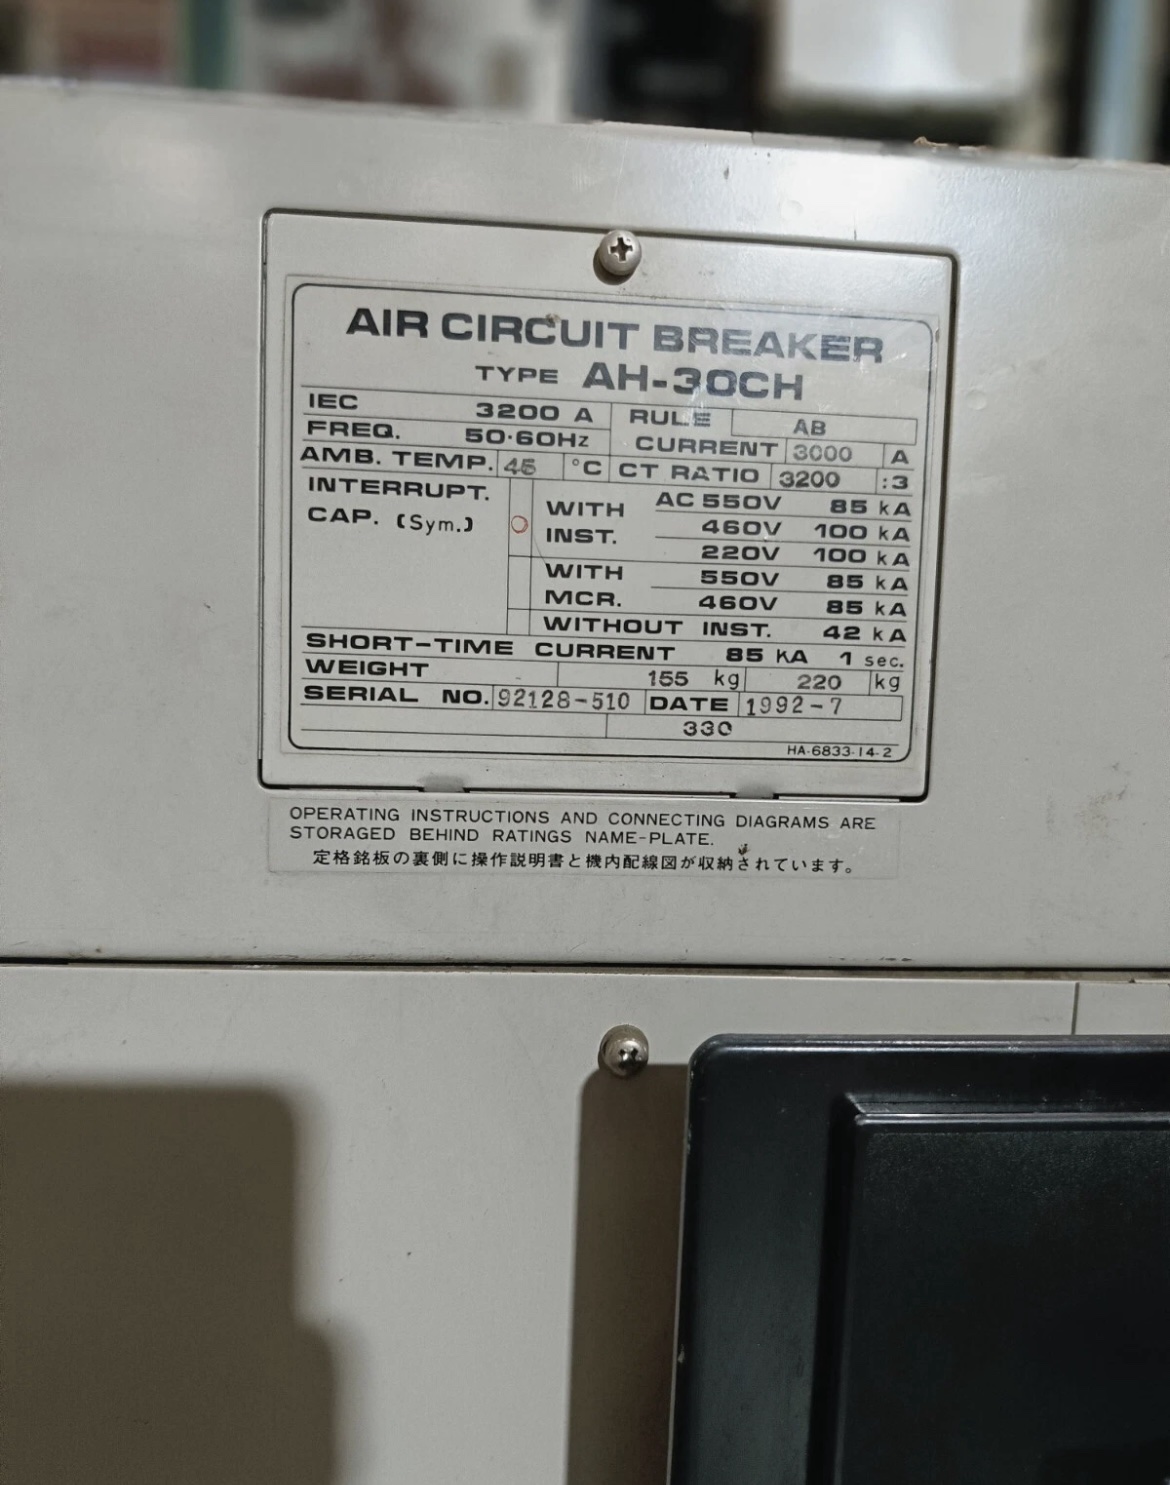 AIR CIRCUIT BREAKER
TYPE AH-30CH
IEC 3200 A RULE AB
FREQ. 50·60Hz CURRENT 3000 A
AMB. TEMP. 45 °C CT RATIO 3200 :3
INTERRUPT. CAP. (Sym.)
WITH INST. AC 550V 85 kA
460V 100 kA
220V 100 kA
WITH MCR. 550V 85 kA
460V 85 kA
WITHOUT INST. 42 kA
SHORT-TIME CURRENT 85 KA 1 sec.
WEIGHT 155 kg 220 kg
SERIAL NO. 92128-510 DATE 1992-7
330
HA-6833-14-2
OPERATING INSTRUCTIONS AND CONNECTING DIAGRAMS ARE
STORAGED BEHIND RATINGS NAME-PLATE.
定格銘板の裏側に操作説明書と機内配線図が収納されています。